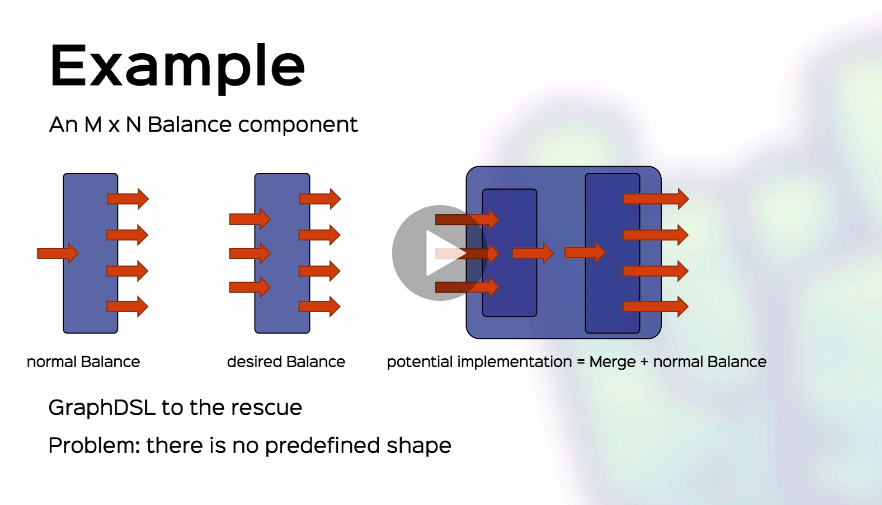 Example
An M x N Balance component
normal Balance
desired Balance
potential implementation = Merge + normal Balance
GraphDSL to the rescue
Problem: there is no predefined shape